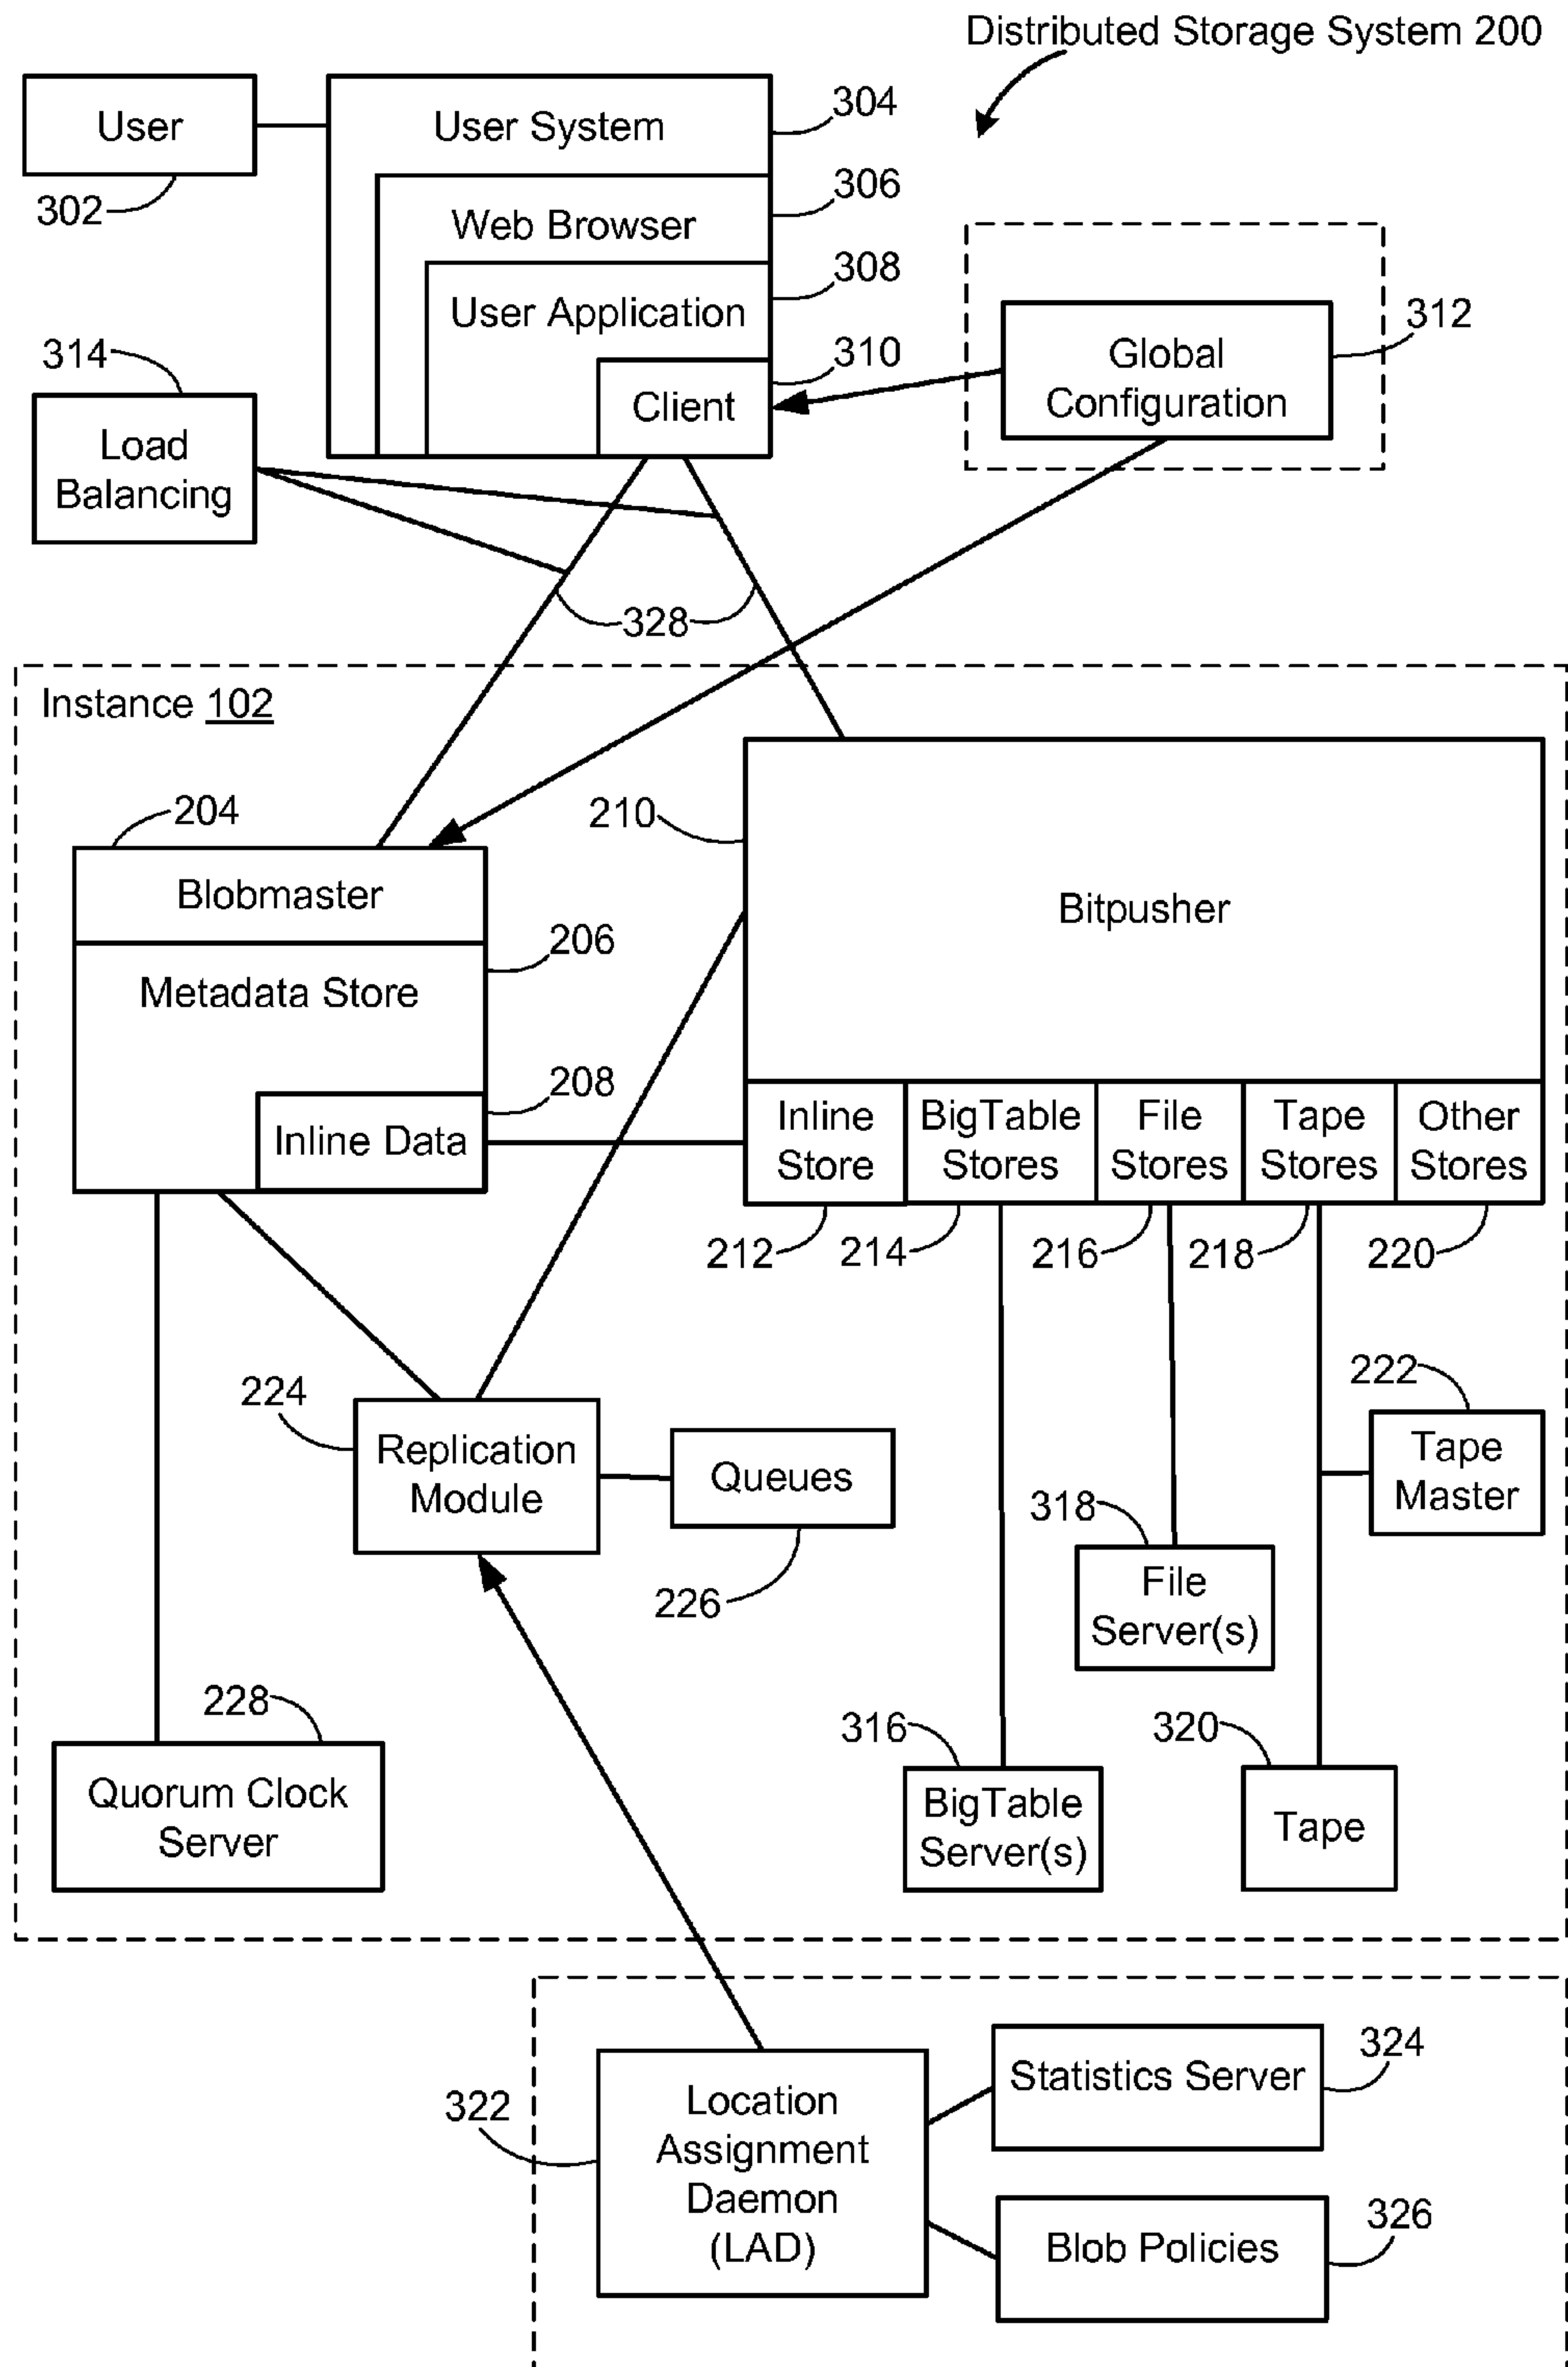 Distributed Storage System 200
User
302
User System
304
Web Browser
306
User Application
308
Client
310
Global
Configuration
312
314
Load
Balancing
328
Instance 102
204
Blobmaster
206
Metadata Store
208
Inline Data
210
Bitpusher
Inline
Store
BigTable
Stores
File
Stores
Tape
Stores
Other
Stores
212
214
216
218
220
224
Replication
Module
Queues
226
222
Tape
Master
318
File
Server(s)
228
Quorum Clock
Server
316
BigTable
Server(s)
320
Tape
322
Location
Assignment
Daemon
(LAD)
Statistics Server
324
Blob Policies
326